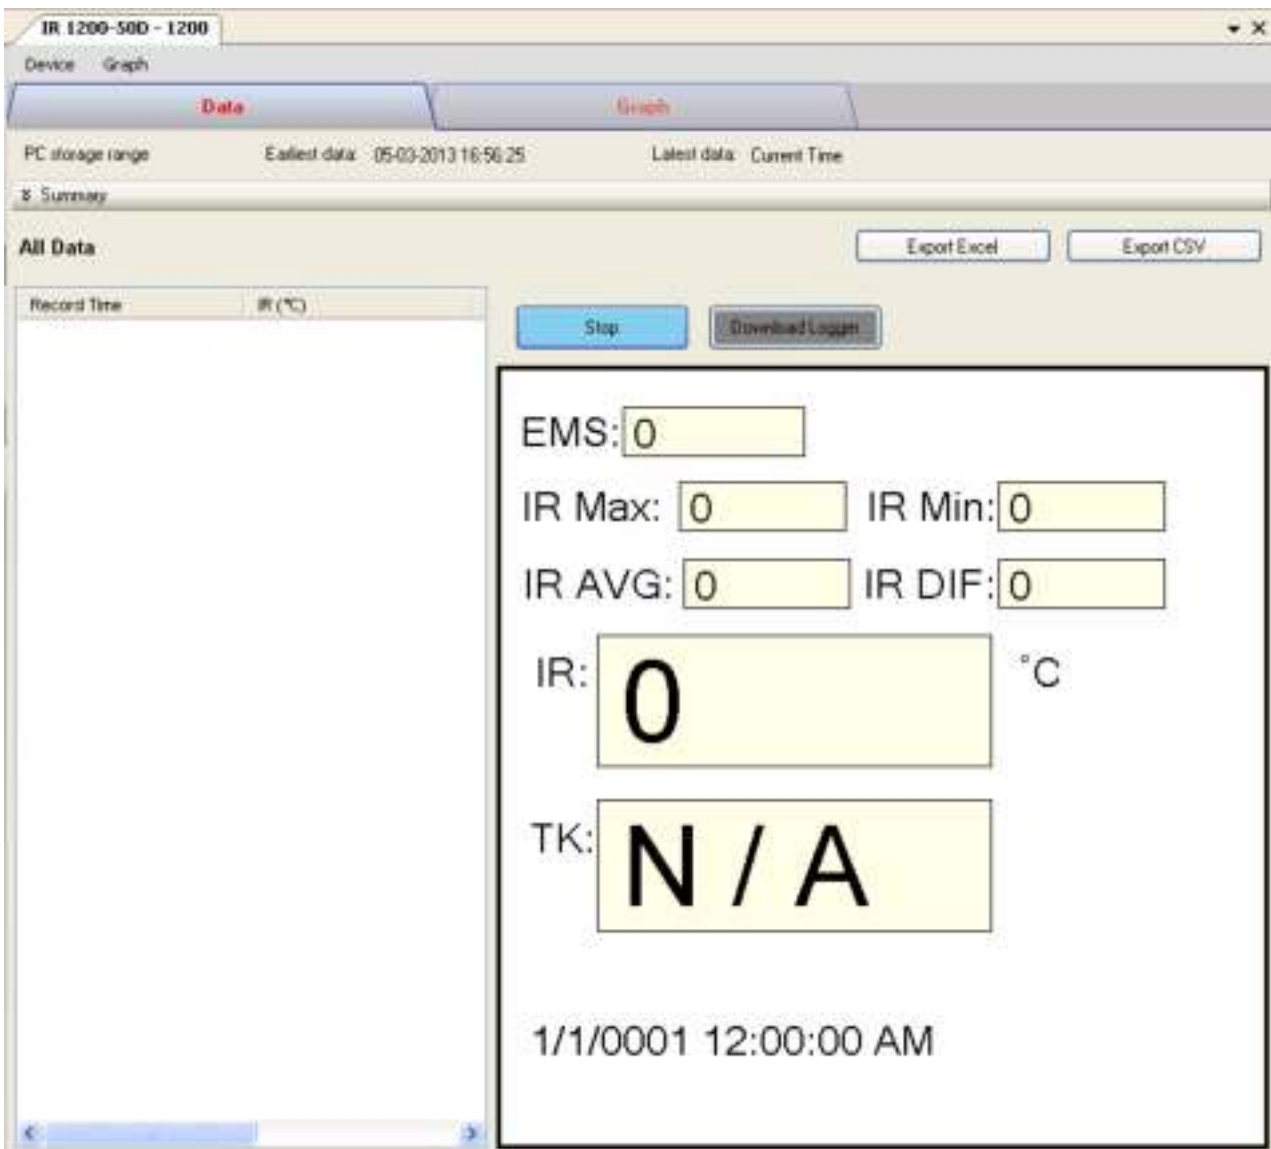 IR 1200-50D - 1200
Device Graph
Data Graph
PC storage range Earliest data: 05-03-2013 16:56:25 Latest data: Current Time
Summary
All Data Export Excel Export CSV
Record Time IR (℃)
Stop Download Logger
EMS: 0
IR Max: 0 IR Min: 0
IR AVG: 0 IR DIF: 0
IR: 0 °C
TK: N / A
1/1/0001 12:00:00 AM